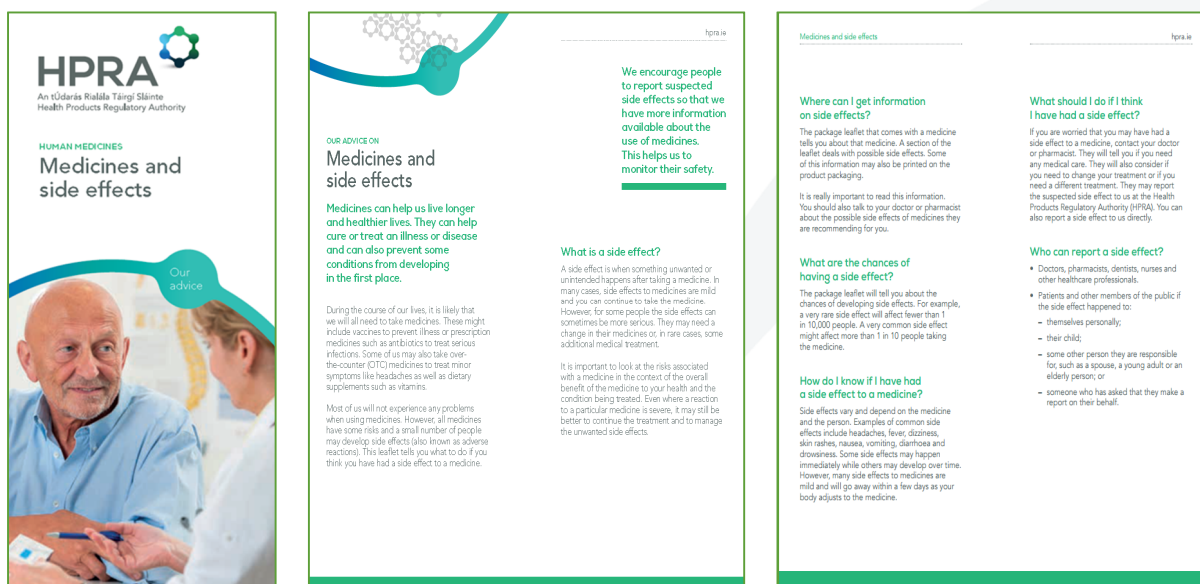 HPRA
An tÚdarás Rialála Táirgí Sláinte
Health Products Regulatory Authority
HUMAN MEDICINES
Medicines and
side effects
Our
advice
hpra.ie
We encourage people
to report suspected
side effects so that we
have more information
available about the
use of medicines.
This helps us to
monitor their safety.
OUR ADVICE ON
Medicines and
side effects
Medicines can help us live longer
and healthier lives. They can help
cure or treat an illness or disease
and can also prevent some
conditions from developing
in the first place.
During the course of our lives, it is likely that
we will all need to take medicines. These might
include vaccines to prevent illness or prescription
medicines such as antibiotics to treat serious
infections. Some of us may also take over-
the-counter (OTC) medicines to treat minor
symptoms like headaches as well as dietary
supplements such as vitamins.
Most of us will not experience any problems
when using medicines. However, all medicines
have some risks and a small number of people
may develop side effects (also known as adverse
reactions). This leaflet tells you what to do if you
think you have had a side effect to a medicine.
What is a side effect?
A side effect is when something unwanted or
unintended happens after taking a medicine. In
many cases, side effects to medicines are mild
and you can continue to take the medicine.
However, for some people the side effects can
sometimes be more serious. They may need a
change in their medicines or, in rare cases, some
additional medical treatment.
It is important to look at the risks associated
with a medicine in the context of the overall
benefit of the medicine to your health and the
condition being treated. Even where a reaction
to a particular medicine is severe, it may still be
better to continue the treatment and to manage
the unwanted side effects.
Medicines and side effects
hpra.ie
Where can I get information
on side effects?
The package leaflet that comes with a medicine
tells you about that medicine. A section of the
leaflet deals with possible side effects. Some
of this information may also be printed on the
product packaging.
It is really important to read this information.
You should also talk to your doctor or pharmacist
about the possible side effects of medicines they
are recommending for you.
What are the chances of
having a side effect?
The package leaflet will tell you about the
chances of developing side effects. For example,
a very rare side effect will affect fewer than 1
in 10,000 people. A very common side effect
might affect more than 1 in 10 people taking
the medicine.
How do I know if I have had
a side effect to a medicine?
Side effects vary and depend on the medicine
and the person. Examples of common side
effects include headaches, fever, dizziness,
skin rashes, nausea, vomiting, diarrhoea and
drowsiness. Some side effects may happen
immediately while others may develop over time.
However, many side effects to medicines are
mild and will go away within a few days as your
body adjusts to the medicine.
What should I do if I think
I have had a side effect?
If you are worried that you may have had a
side effect to a medicine, contact your doctor
or pharmacist. They will tell you if you need
any medical care. They will also consider if
you need to change your treatment or if you
need a different treatment. They may report
the suspected side effect to us at the Health
Products Regulatory Authority (HPRA). You can
also report a side effect to us directly.
Who can report a side effect?
• Doctors, pharmacists, dentists, nurses and
other healthcare professionals.
• Patients and other members of the public if
the side effect happened to:
– themselves personally;
– their child;
– some other person they are responsible
for, such as a spouse, a young adult or an
elderly person; or
– someone who has asked that they make a
report on their behalf.